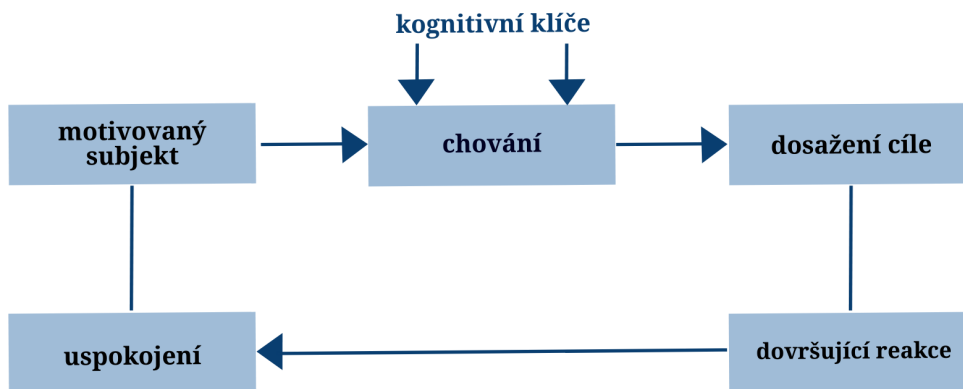 kognitivní klíče
motivovaný
subjekt
chování
dosažení cíle
uspokojení
dovršující reakce